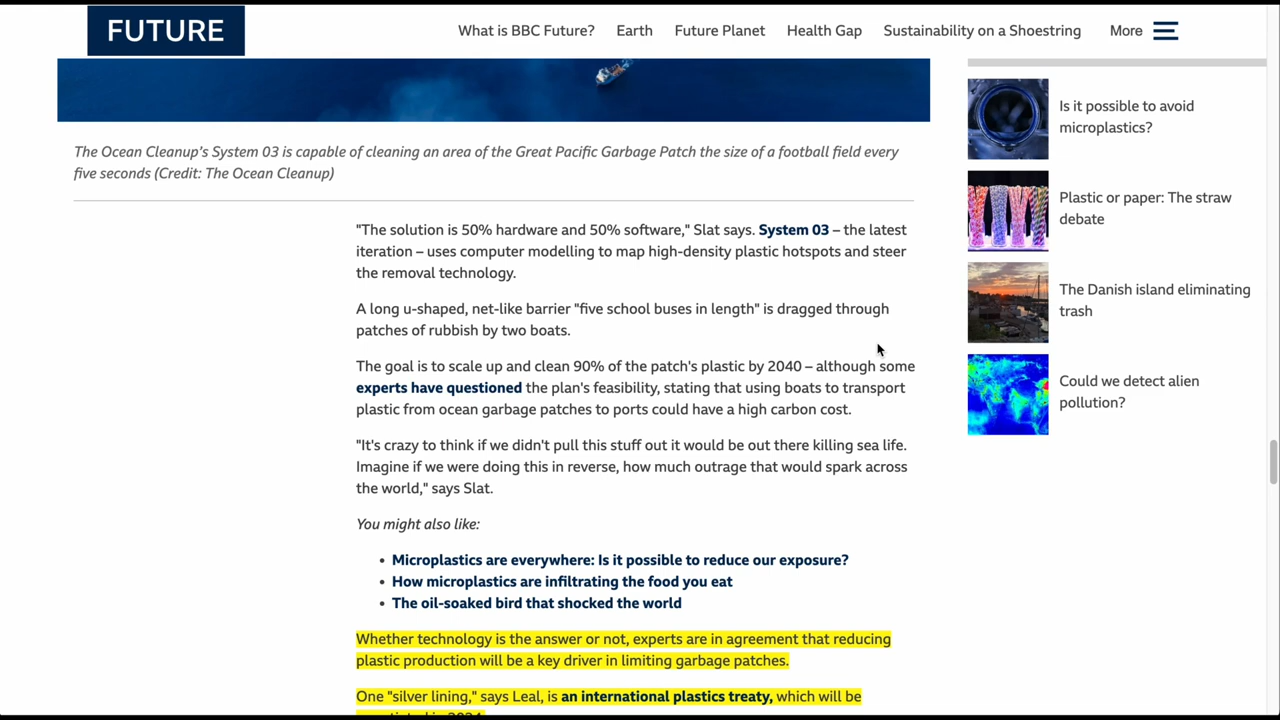 FUTURE
What is BBC Future? Earth Future Planet Health Gap Sustainability on a Shoestring More
The Ocean Cleanup's System 03 is capable of cleaning an area of the Great Pacific Garbage Patch the size of a football field every
five seconds (Credit: The Ocean Cleanup)
"The solution is 50% hardware and 50% software," Slat says. System 03 – the latest
iteration – uses computer modelling to map high-density plastic hotspots and steer
the removal technology.
A long u-shaped, net-like barrier "five school buses in length" is dragged through
patches of rubbish by two boats.
The goal is to scale up and clean 90% of the patch's plastic by 2040 – although some
experts have questioned the plan's feasibility, stating that using boats to transport
plastic from ocean garbage patches to ports could have a high carbon cost.
"It's crazy to think if we didn't pull this stuff out it would be out there killing sea life.
Imagine if we were doing this in reverse, how much outrage that would spark across
the world," says Slat.
You might also like:
• Microplastics are everywhere: Is it possible to reduce our exposure?
• How microplastics are infiltrating the food you eat
• The oil-soaked bird that shocked the world
Whether technology is the answer or not, experts are in agreement that reducing
plastic production will be a key driver in limiting garbage patches.
One "silver lining," says Leal, is an international plastics treaty, which will be
Is it possible to avoid
microplastics?
Plastic or paper: The straw
debate
The Danish island eliminating
trash
Could we detect alien
pollution?